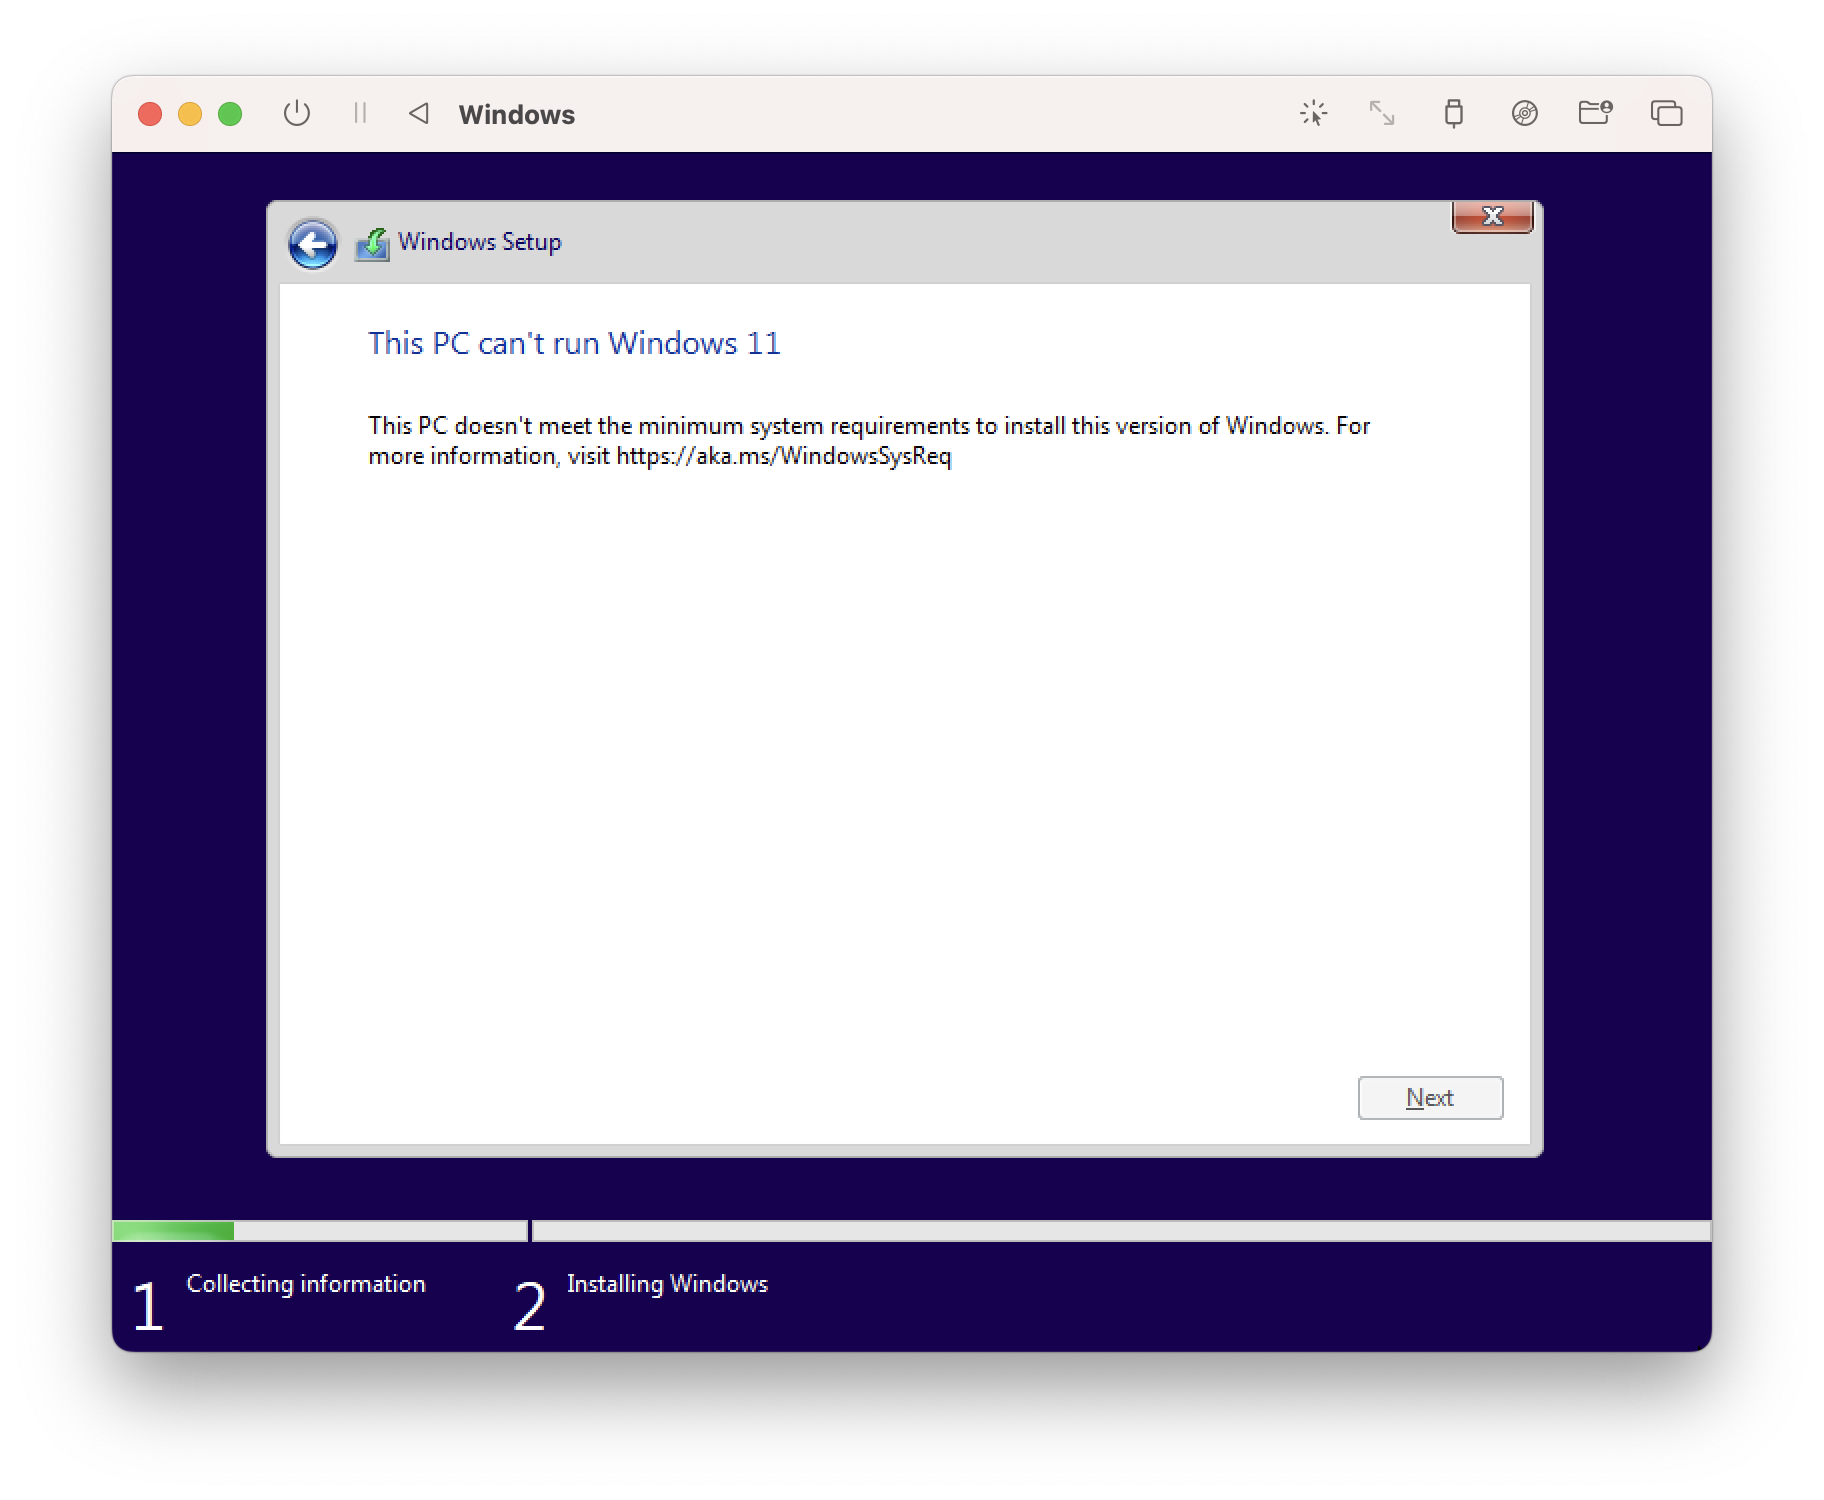 Windows
Windows Setup
This PC can't run Windows 11
This PC doesn't meet the minimum system requirements to install this version of Windows. For
more information, visit https://aka.ms/WindowsSysReq
Next
1 Collecting information
2 Installing Windows